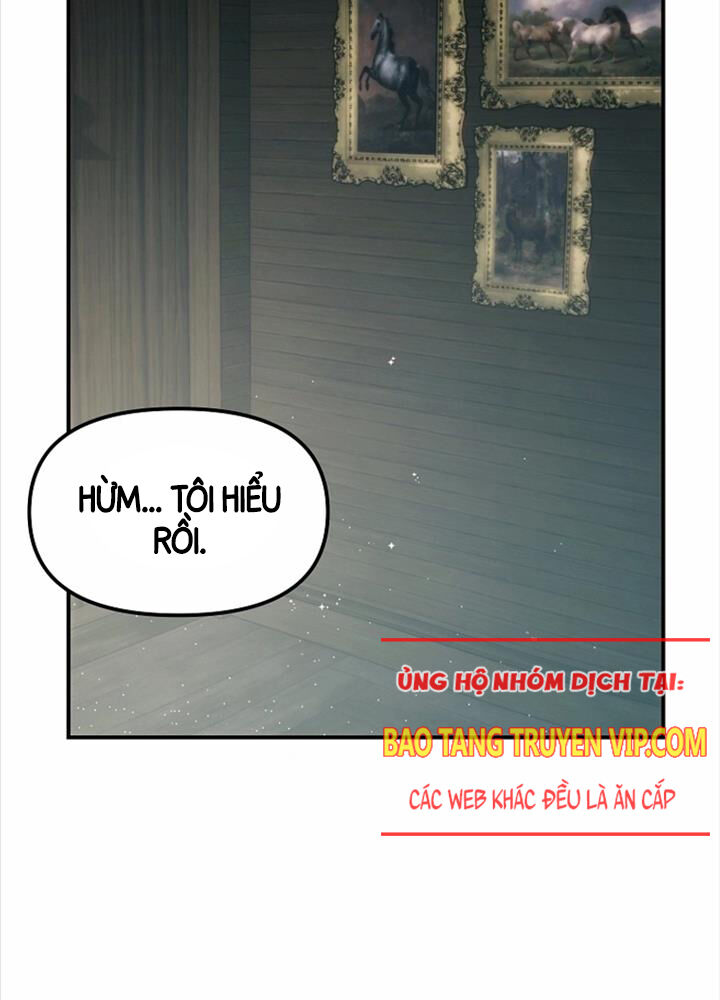 HỪM... TÔI HIỂU
RỒI.
ỦNG HỘ NHÓM DỊCH TẠI:
BAO TANG TRUYEN VIP.COM
CÁC WEB KHÁC ĐỀU LÀ ĂN CẮP